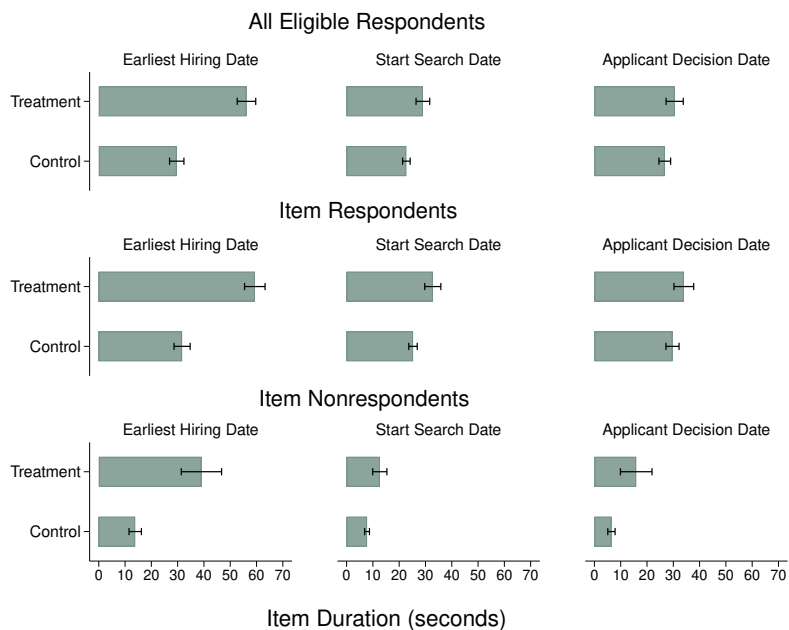 All Eligible Respondents
Earliest Hiring Date Start Search Date Applicant Decision Date
Treatment
Control
Item Respondents
Earliest Hiring Date Start Search Date Applicant Decision Date
Treatment
Control
Item Nonrespondents
Earliest Hiring Date Start Search Date Applicant Decision Date
Treatment
Control
0 10 20 30 40 50 60 70 0 10 20 30 40 50 60 70 0 10 20 30 40 50 60 70
Item Duration (seconds)